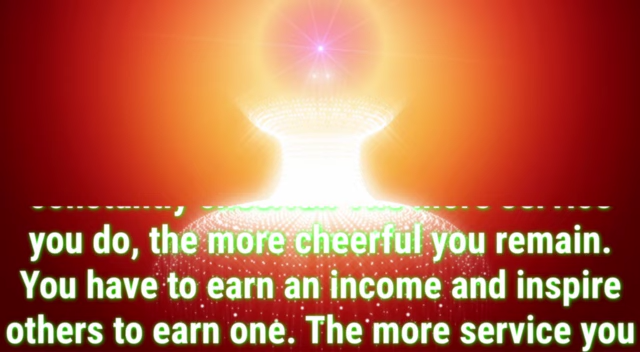 constantly
you do, the more cheerful you remain.
You have to earn an income and inspire
others to earn one. The more service you